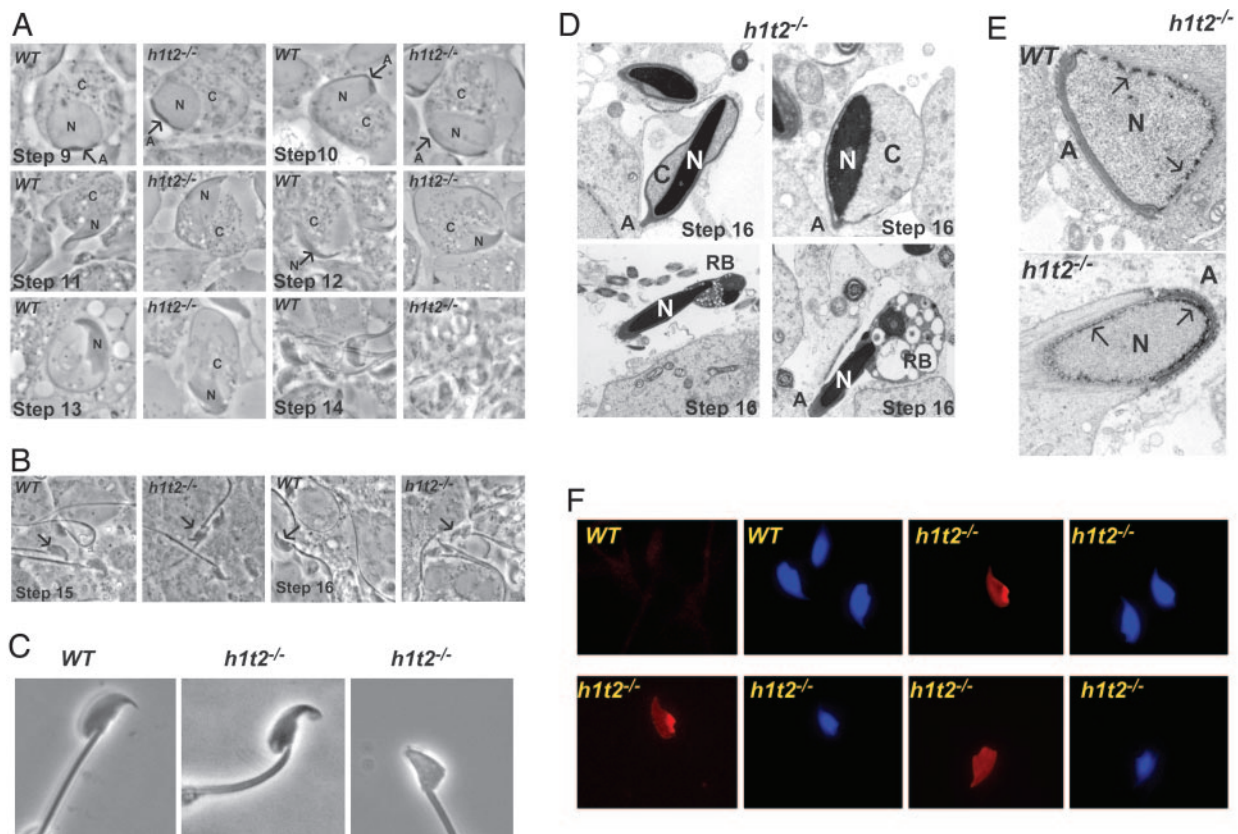 A
WT
h1t2-/-
WT
h1t2-/-
C
N
A
Step 9
N
C
A
A
N
C
Step10
C
N
A
WT
h1t2-/-
WT
h1t2-/-
C
N
Step 11
N
C
C
N
Step 12
C
N
WT
h1t2-/-
WT
h1t2-/-
N
Step 13
C
N
Step 14
B
WT
h1t2-/-
WT
h1t2-/-
Step 15
Step 16
C
WT
h1t2-/-
h1t2-/-
D
h1t2-/-
C
N
A
Step 16
N
C
A
Step 16
RB
N
Step 16
N
RB
A
Step 16
E
h1t2-/-
WT
N
A
h1t2-/-
A
N
F
WT
WT
h1t2-/-
h1t2-/-
h1t2-/-
h1t2-/-
h1t2-/-
h1t2-/-